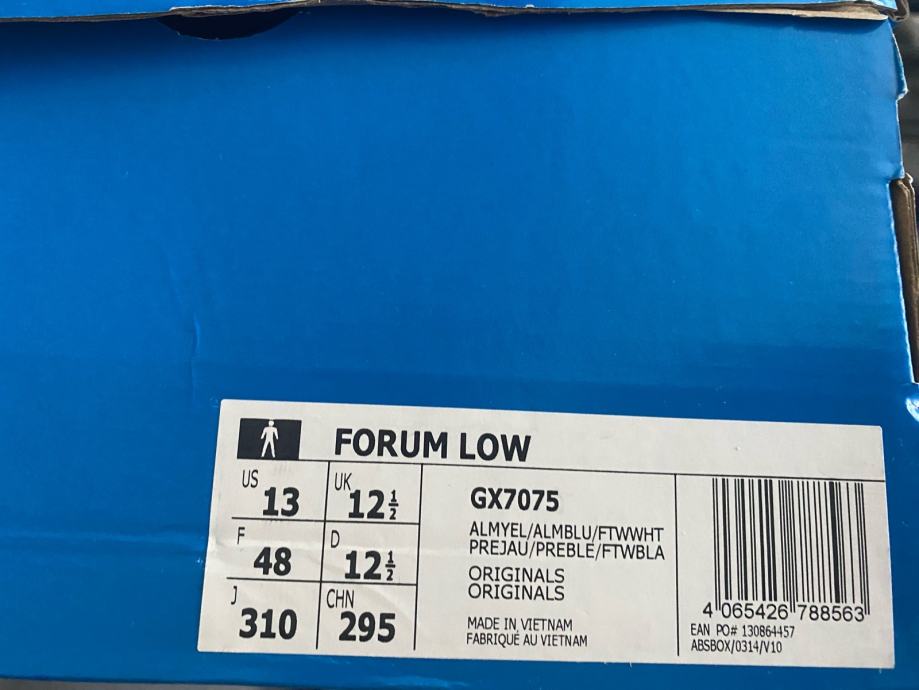 FORUM LOW
US 13 UK 12½
F 48 D 12½
J 310 CHN 295
GX7075
ALMYEL/ALMBLU/FTWWHT
PREJAU/PREBLE/FTWBLA
ORIGINALS
ORIGINALS
MADE IN VIETNAM
FABRIQUÉ AU VIETNAM
4 065426 788563
EAN PO# 130864457
ABSBOX/0314/V10